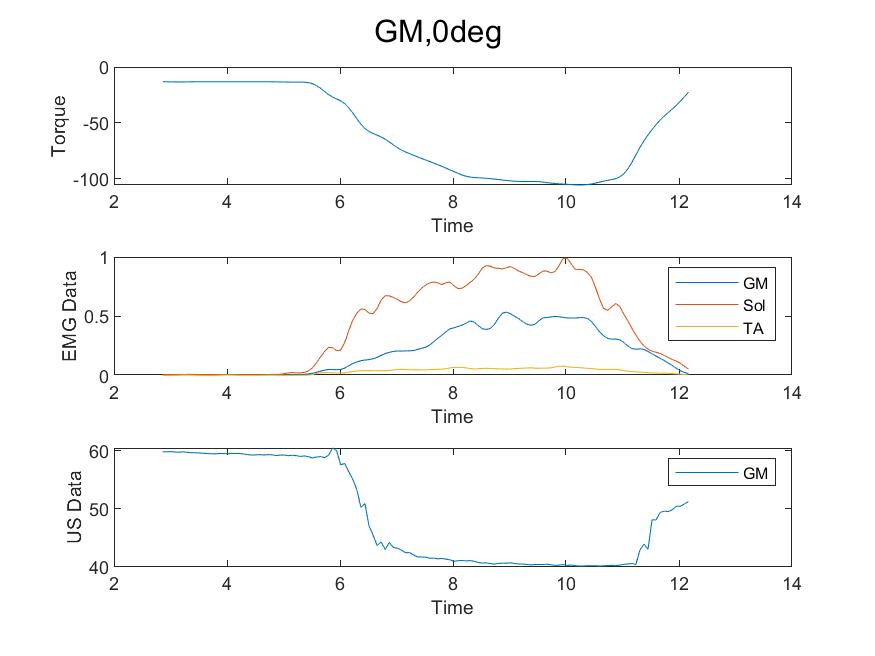 GM,0deg
0
-50
-100
Torque
2 4 6 8 10 12 14
Time
1
0.5
0
EMG Data
GM
Sol
TA
2 4 6 8 10 12 14
Time
60
50
40
US Data
GM
2 4 6 8 10 12 14
Time